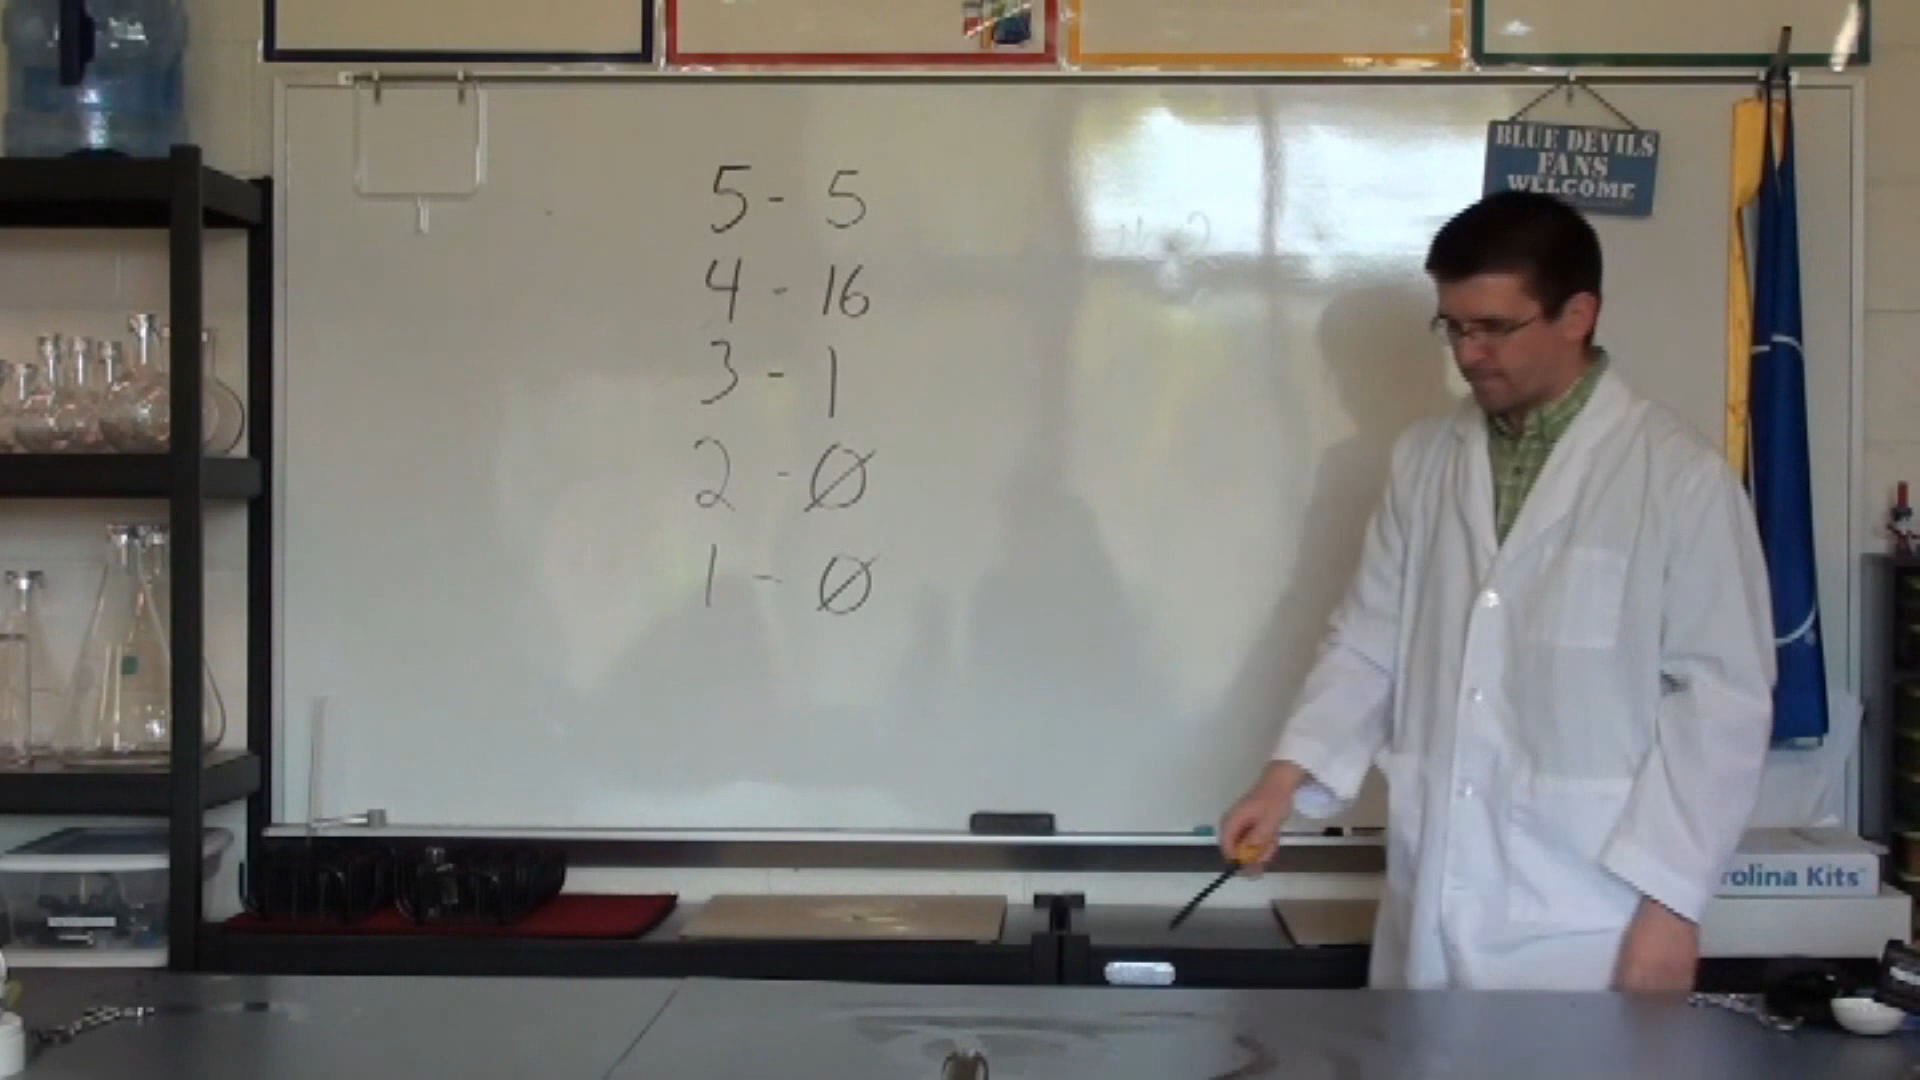 BLUE DEVILS
FANS
WELCOME
5 - 5
4 - 16
3 - 1
2 - Ø
1 - Ø
rolina Kits